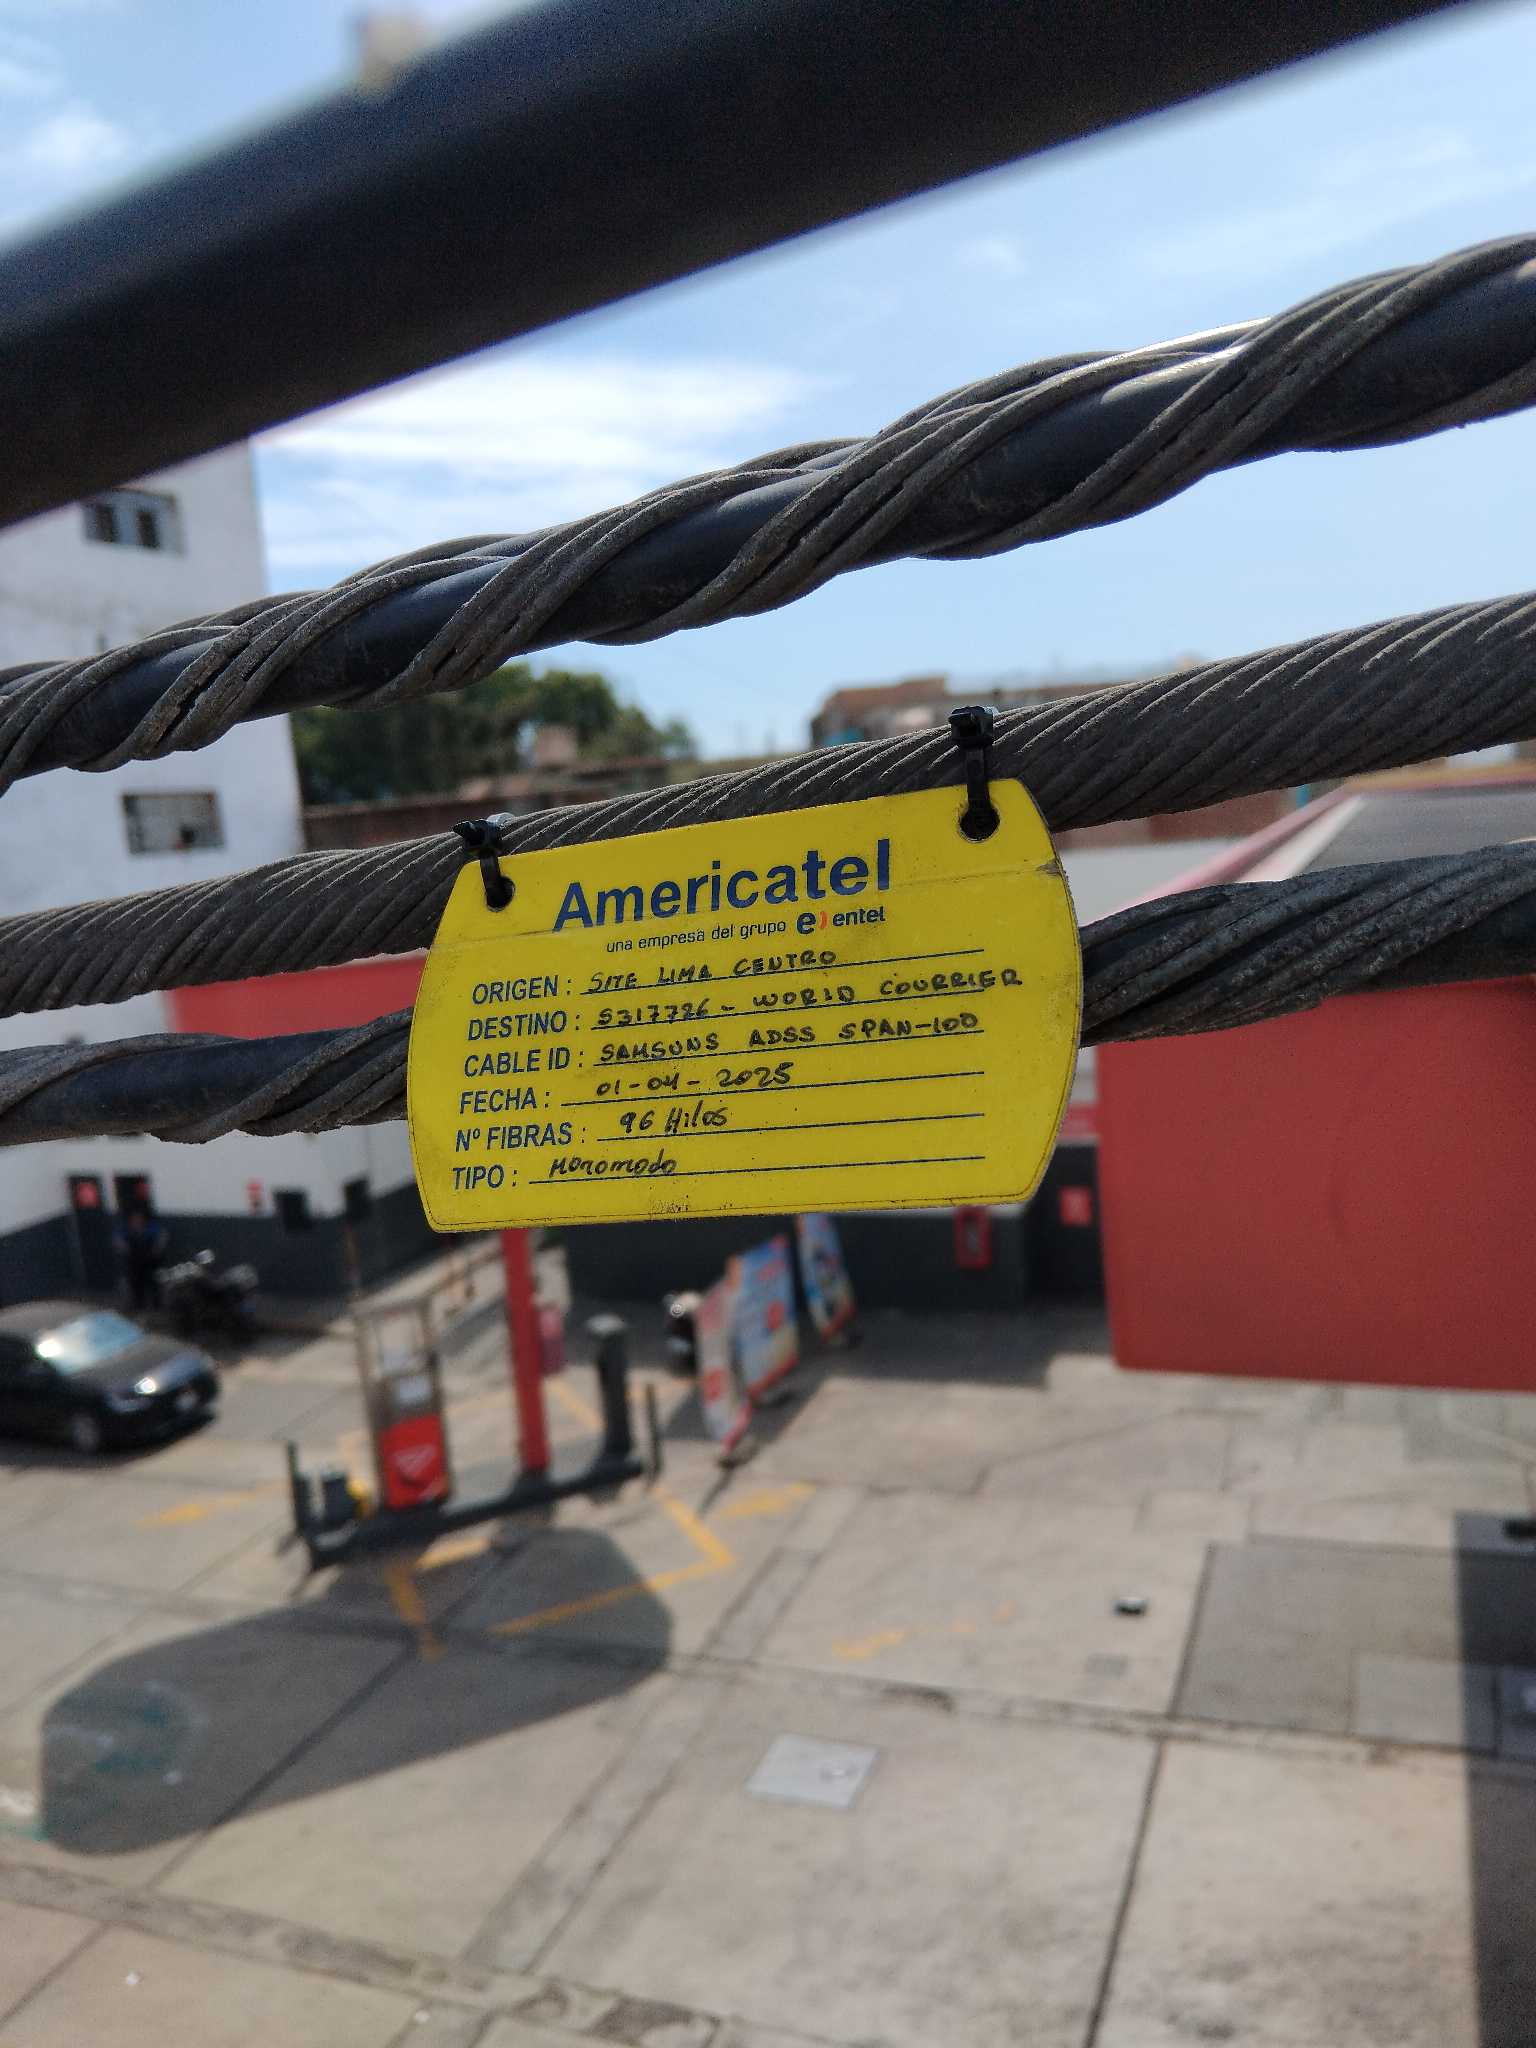 Americatel
una empresa del grupo e) entel
ORIGEN : SITE LIMA CENTRO
DESTINO : 5317726 - WORLD COURRIER
CABLE ID : SAMSUNS ADSS SPAN-100
FECHA : 01-04-2025
Nº FIBRAS : 96 Hilos
TIPO : Monomodo